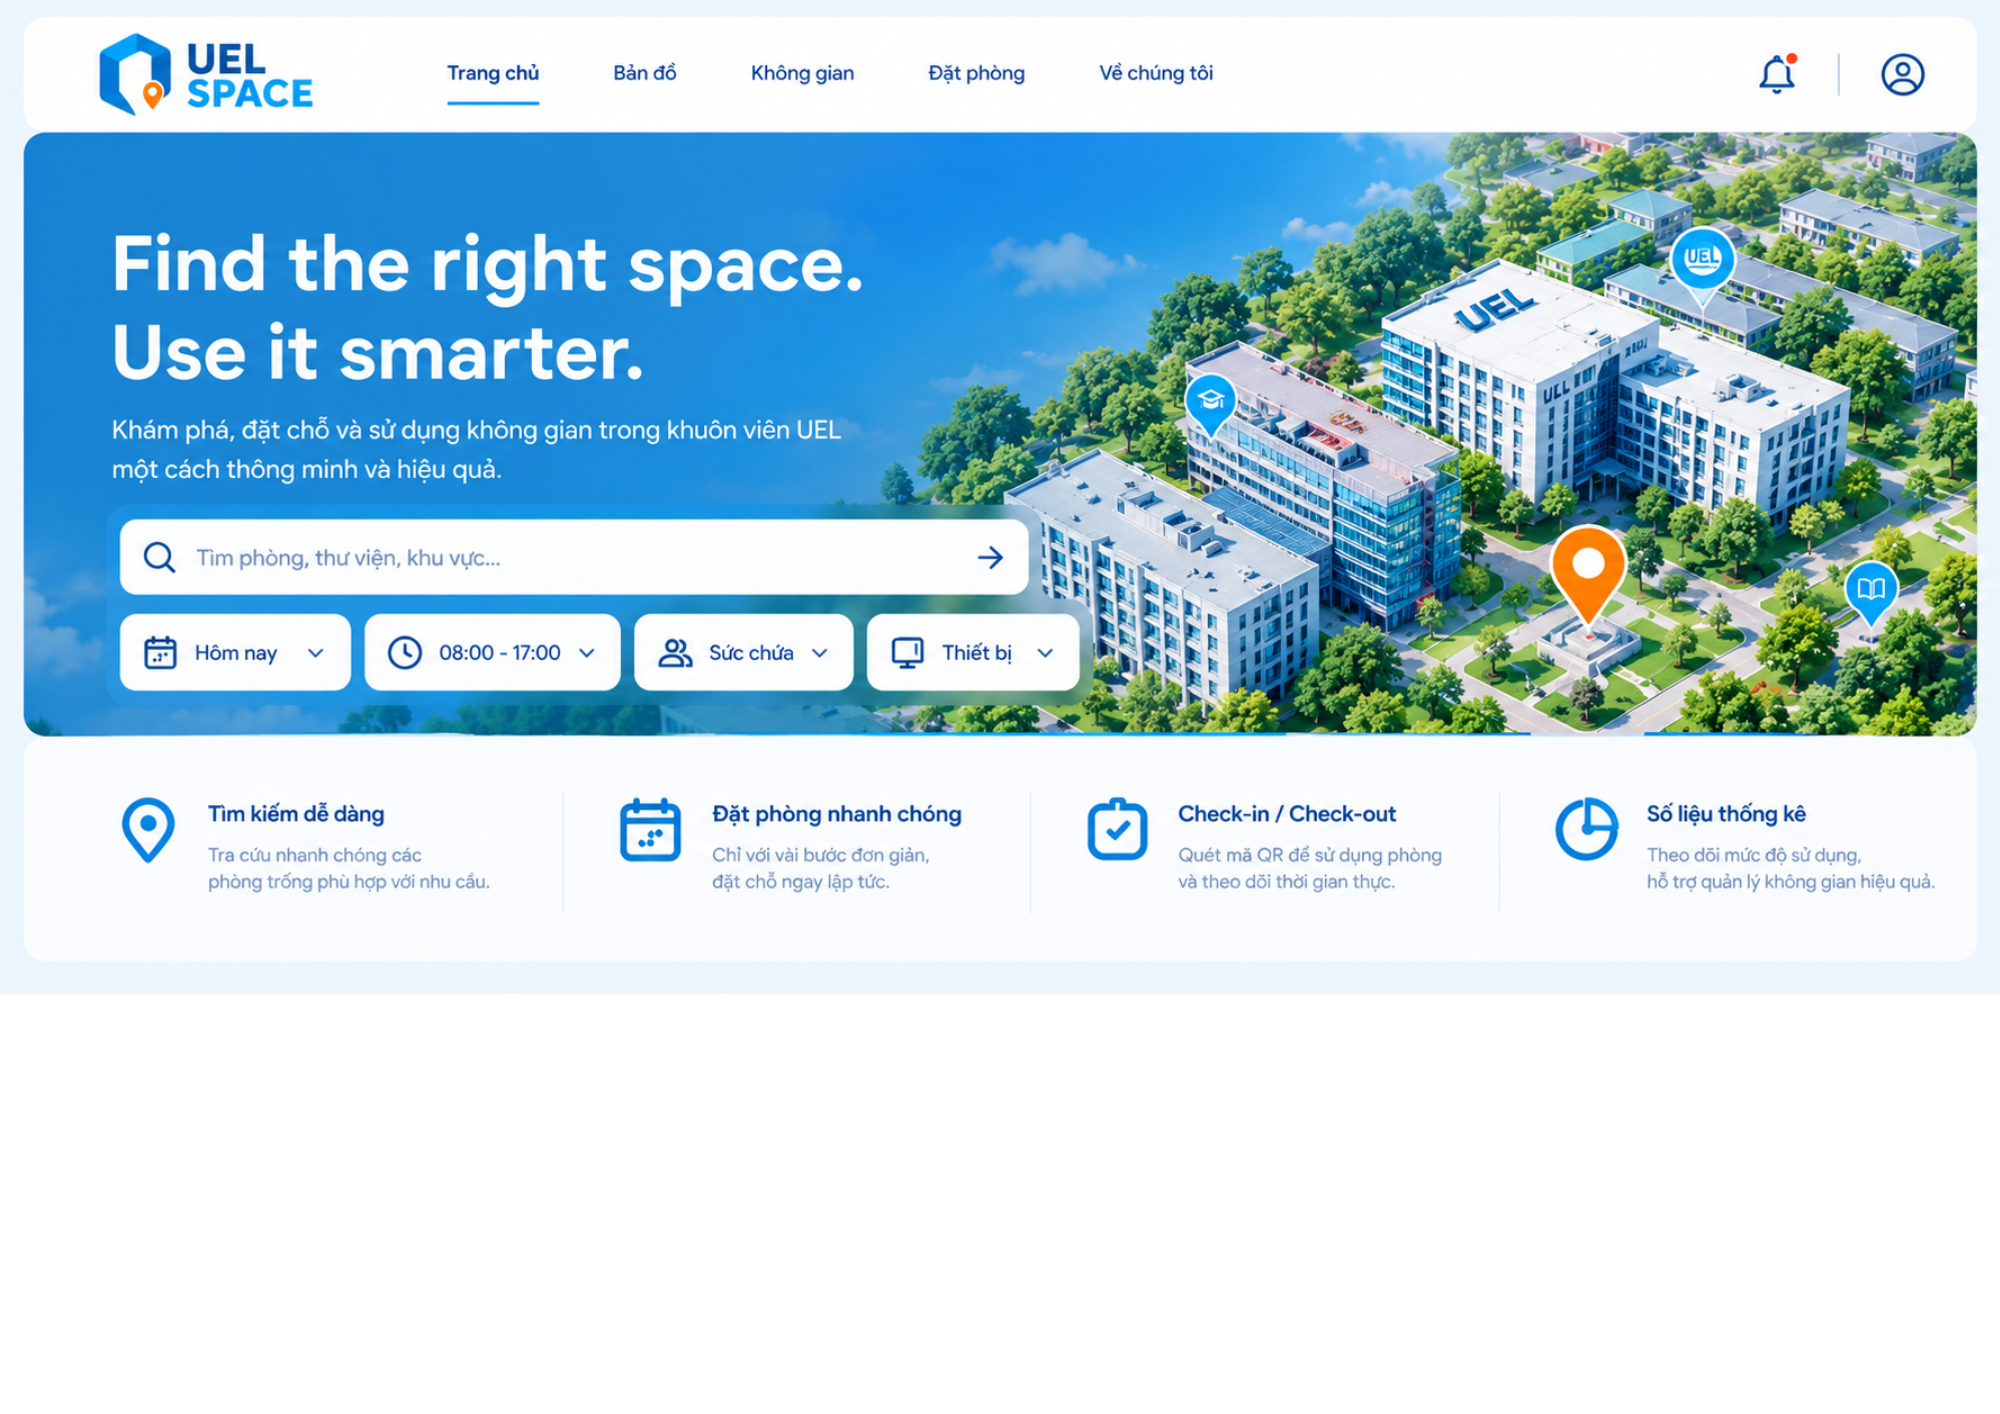 UEL
SPACE
Trang chủ
Bản đồ
Không gian
Đặt phòng
Về chúng tôi
Find the right space.
Use it smarter.
Khám phá, đặt chỗ và sử dụng không gian trong khuôn viên UEL
một cách thông minh và hiệu quả.
UEL
UEL
Tìm phòng, thư viện, khu vực...
Hôm nay
08:00 - 17:00
Sức chứa
Thiết bị
Tìm kiếm dễ dàng
Tra cứu nhanh chóng các
phòng trống phù hợp với nhu cầu.
Đặt phòng nhanh chóng
Chỉ với vài bước đơn giản,
đặt chỗ ngay lập tức.
Check-in / Check-out
Quét mã QR để sử dụng phòng
và theo dõi thời gian thực.
Số liệu thống kê
Theo dõi mức độ sử dụng,
hỗ trợ quản lý không gian hiệu quả.